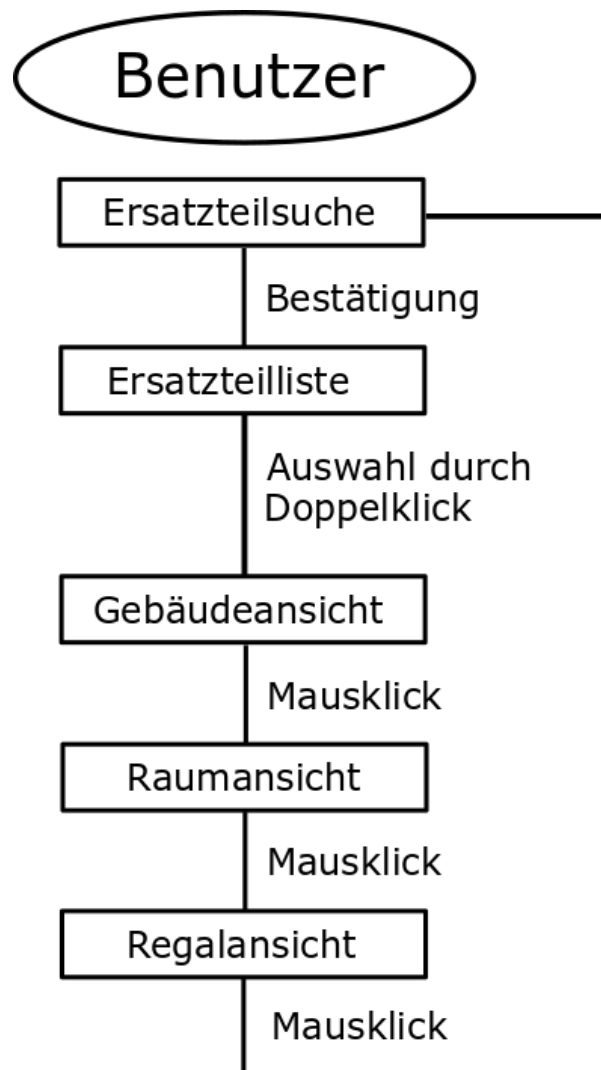 Benutzer
Ersatzteilsuche
Bestätigung
Ersatzteilliste
Auswahl durch
Doppelklick
Gebäudeansicht
Mausklick
Raumansicht
Mausklick
Regalansicht
Mausklick